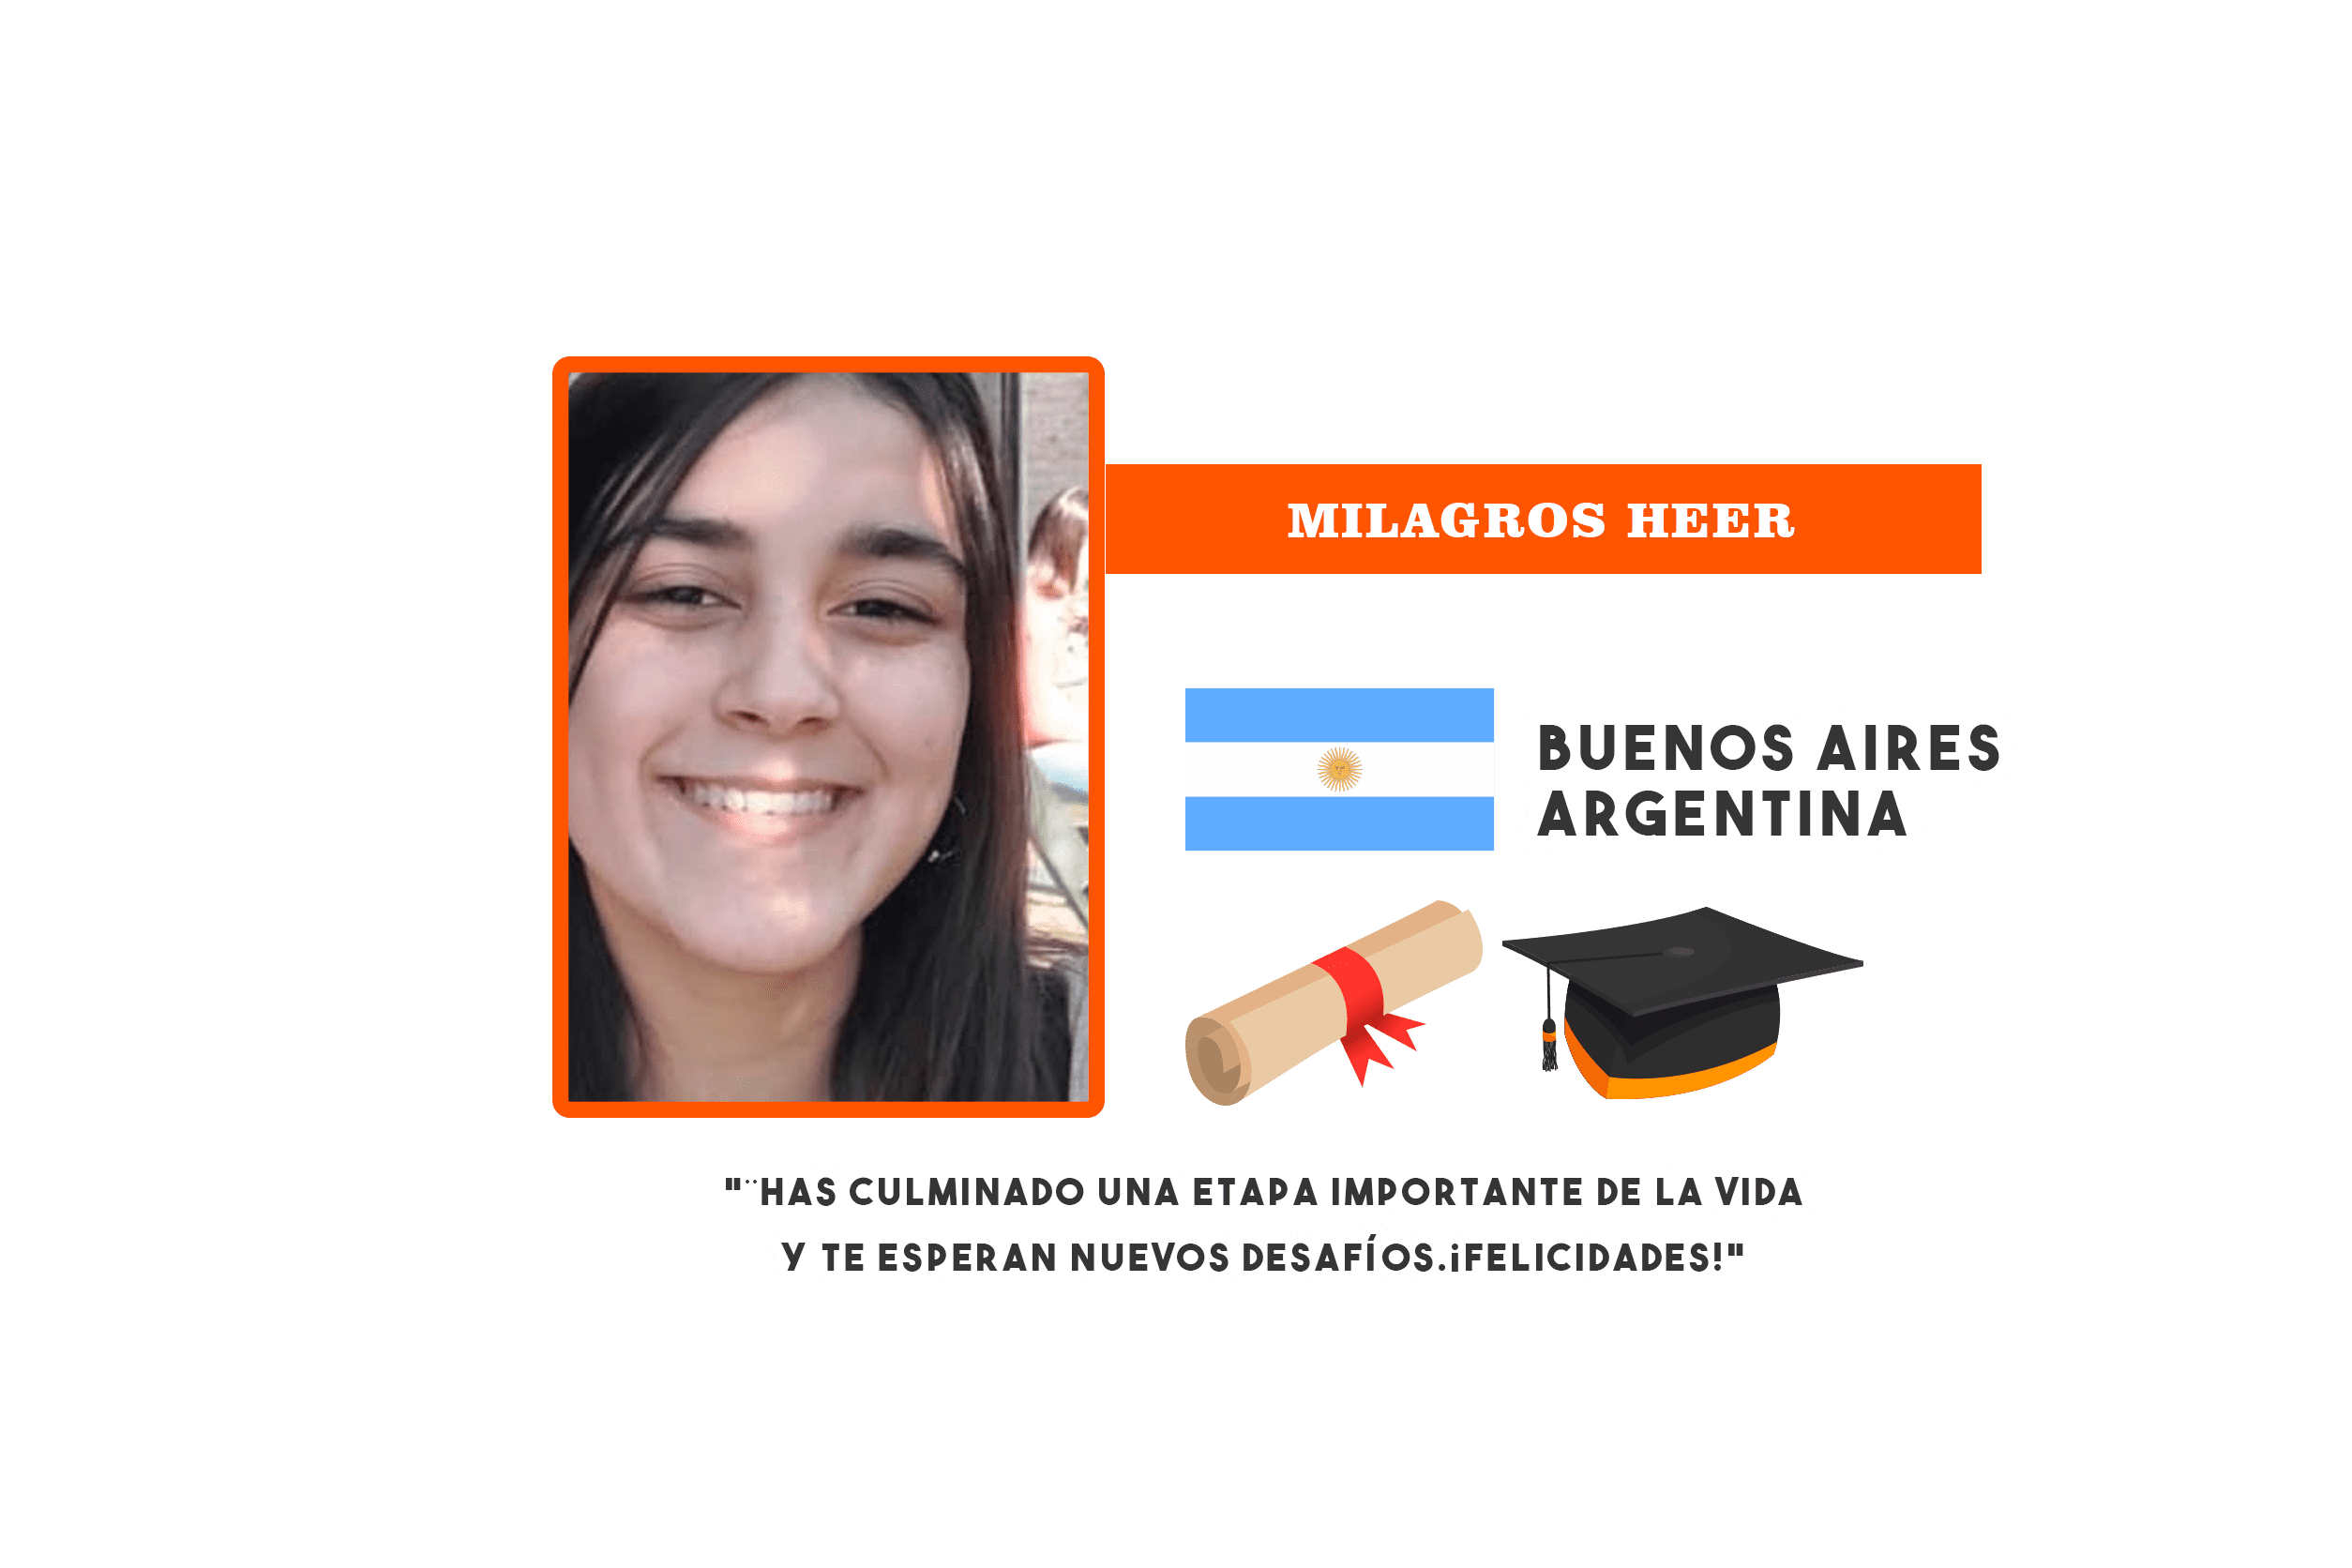 MILAGROS HEER
BUENOS AIRES
ARGENTINA
"¨HAS CULMINADO UNA ETAPA IMPORTANTE DE LA VIDA
Y TE ESPERAN NUEVOS DESAFÍOS.¡FELICIDADES!"